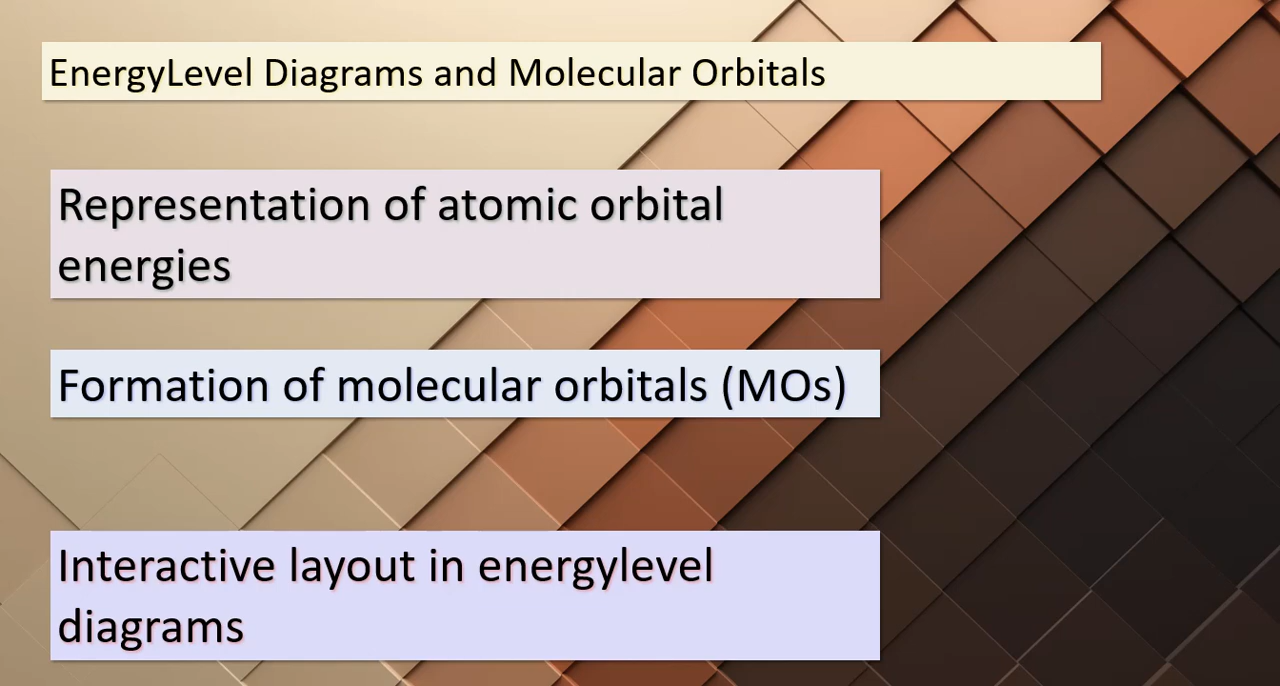 EnergyLevel Diagrams and Molecular Orbitals
Representation of atomic orbital
energies
Formation of molecular orbitals (MOs)
Interactive layout in energylevel
diagrams